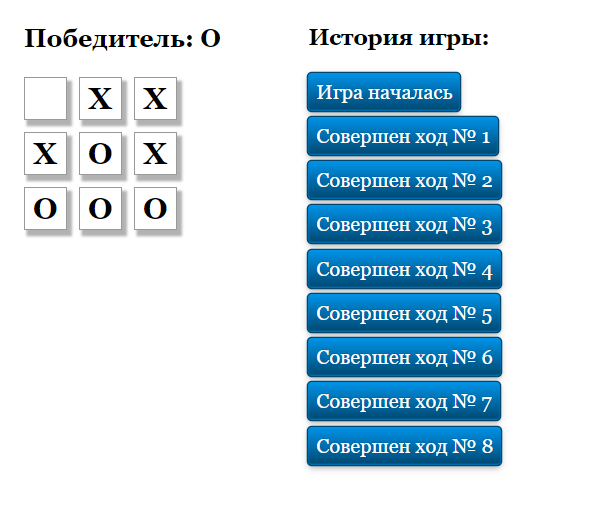 Победитель: O
X X
X O X
O O O
История игры:
Игра началась
Совершен ход № 1
Совершен ход № 2
Совершен ход № 3
Совершен ход № 4
Совершен ход № 5
Совершен ход № 6
Совершен ход № 7
Совершен ход № 8